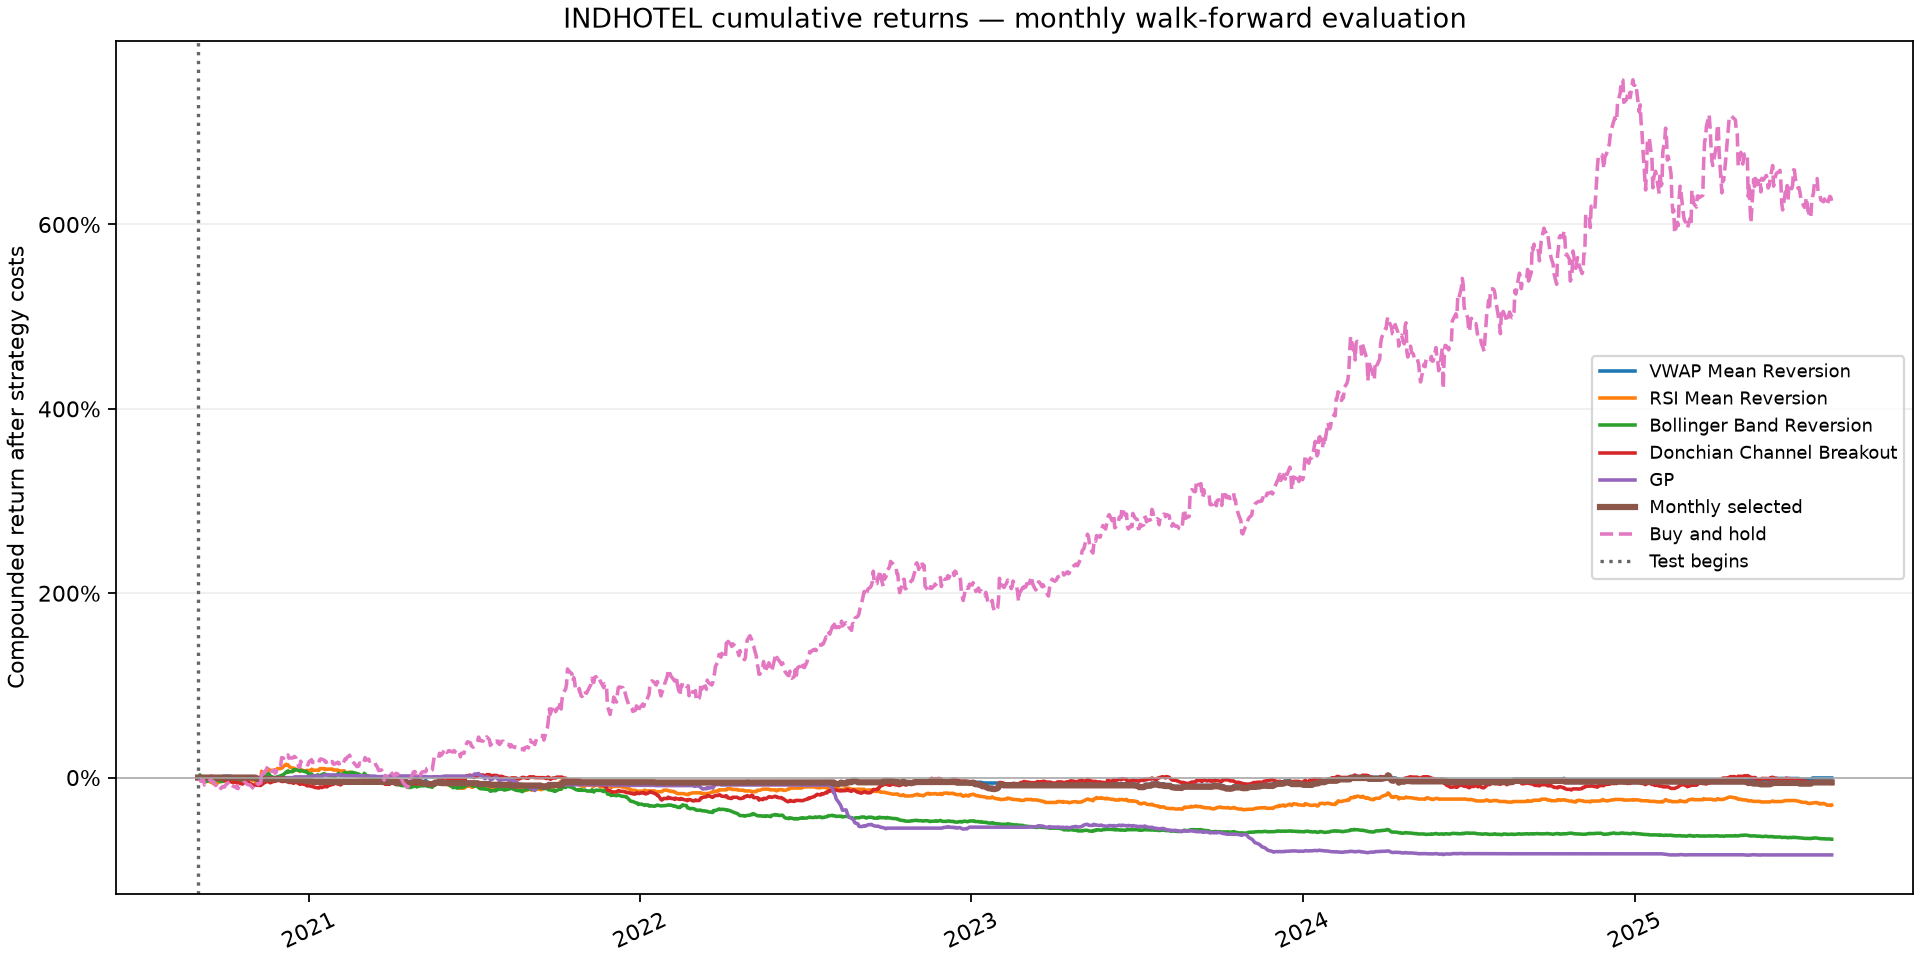 INDHOTEL cumulative returns — monthly walk-forward evaluation
Compounded return after strategy costs
600%
400%
200%
0%
VWAP Mean Reversion
RSI Mean Reversion
Bollinger Band Reversion
Donchian Channel Breakout
GP
Monthly selected
Buy and hold
Test begins
2021
2022
2023
2024
2025